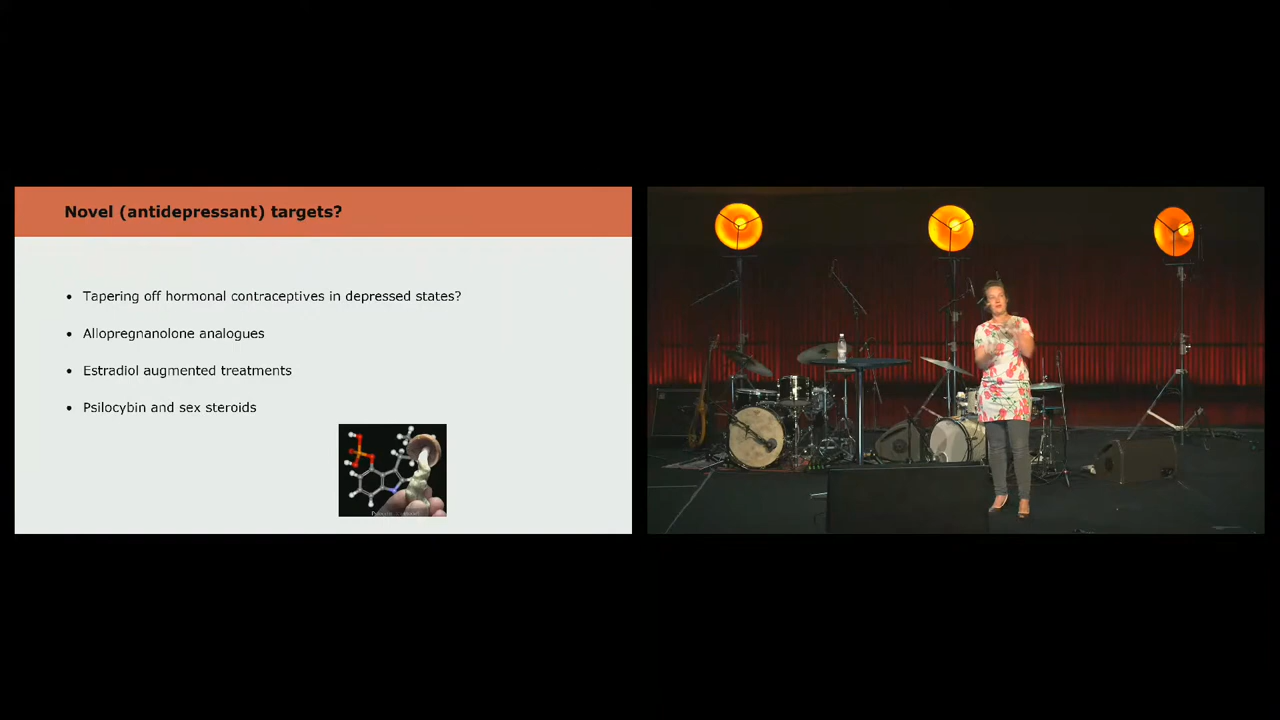 Novel (antidepressant) targets?
• Tapering off hormonal contraceptives in depressed states?
• Allopregnanolone analogues
• Estradiol augmented treatments
• Psilocybin and sex steroids